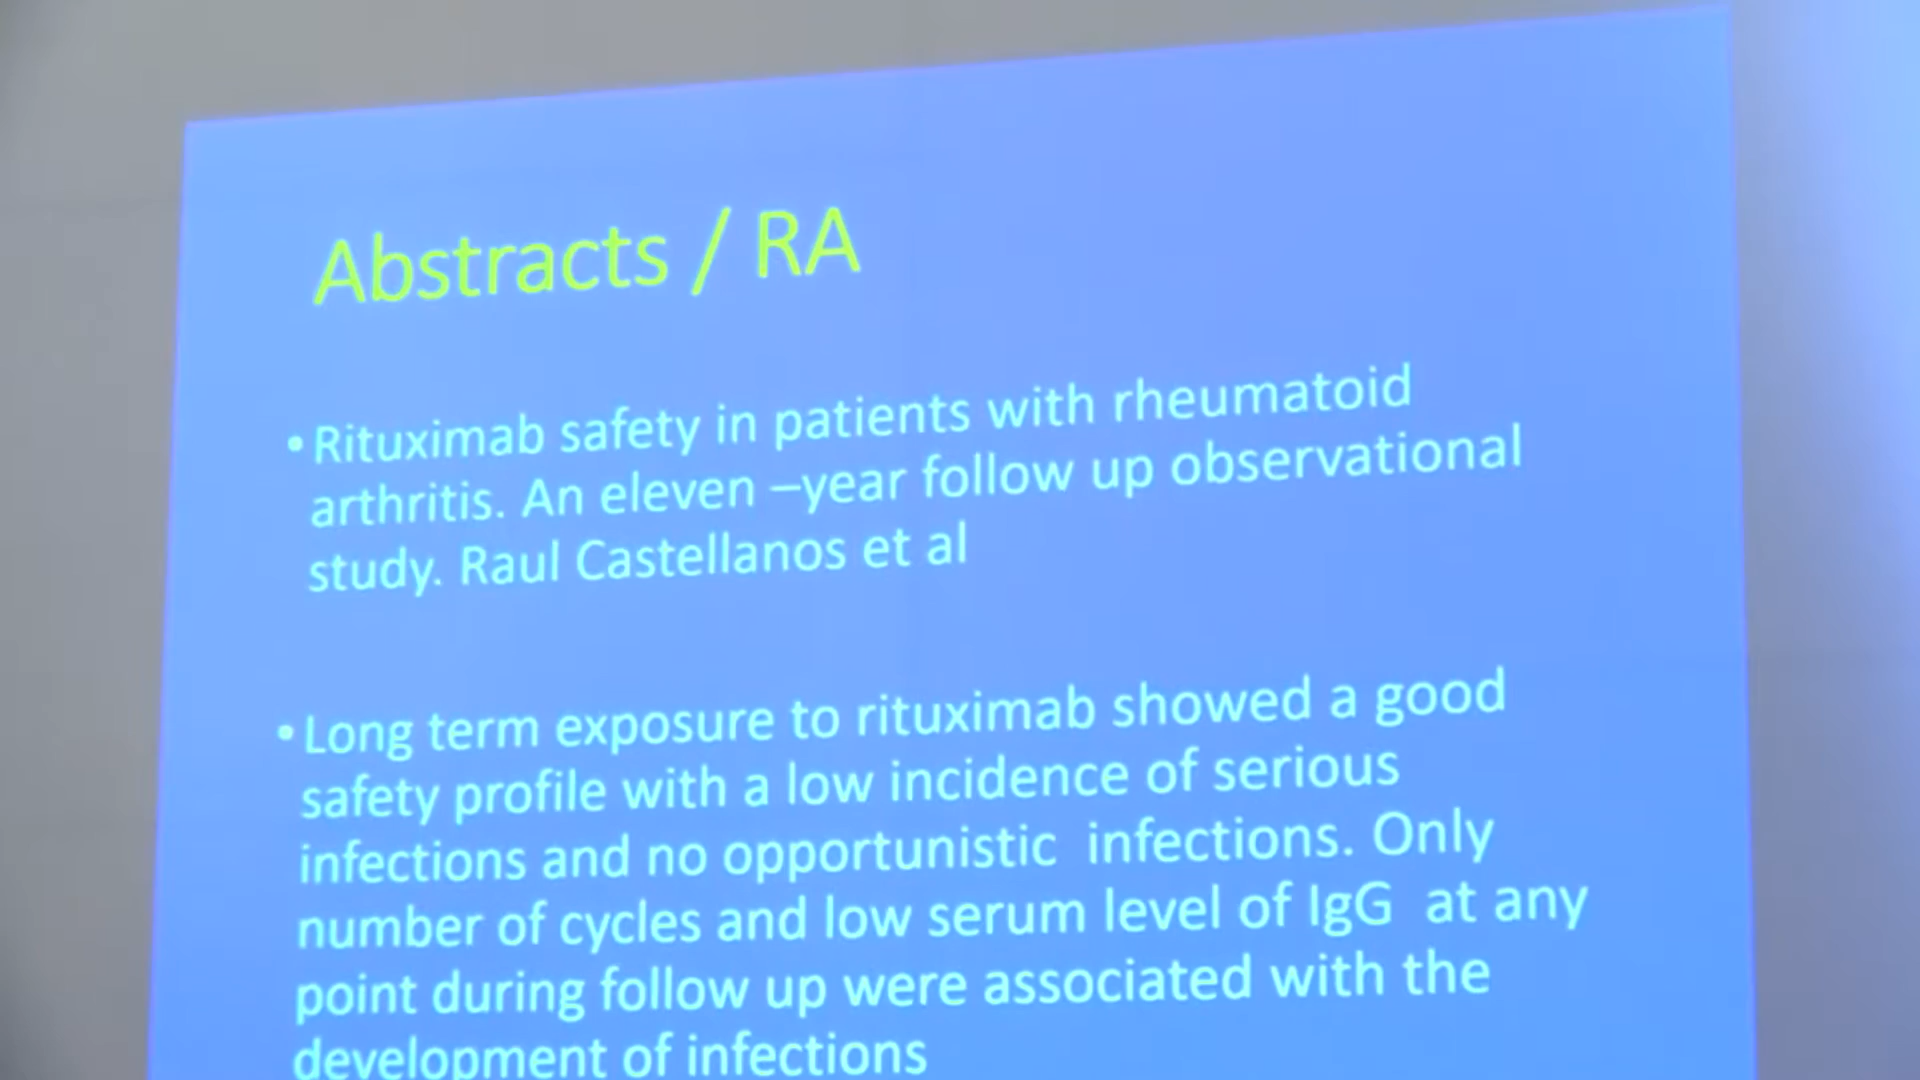 Abstracts / RA
• Rituximab safety in patients with rheumatoid
arthritis. An eleven –year follow up observational
study. Raul Castellanos et al
• Long term exposure to rituximab showed a good
safety profile with a low incidence of serious
infections and no opportunistic  infections. Only
number of cycles and low serum level of IgG  at any
point during follow up were associated with the
development of infections